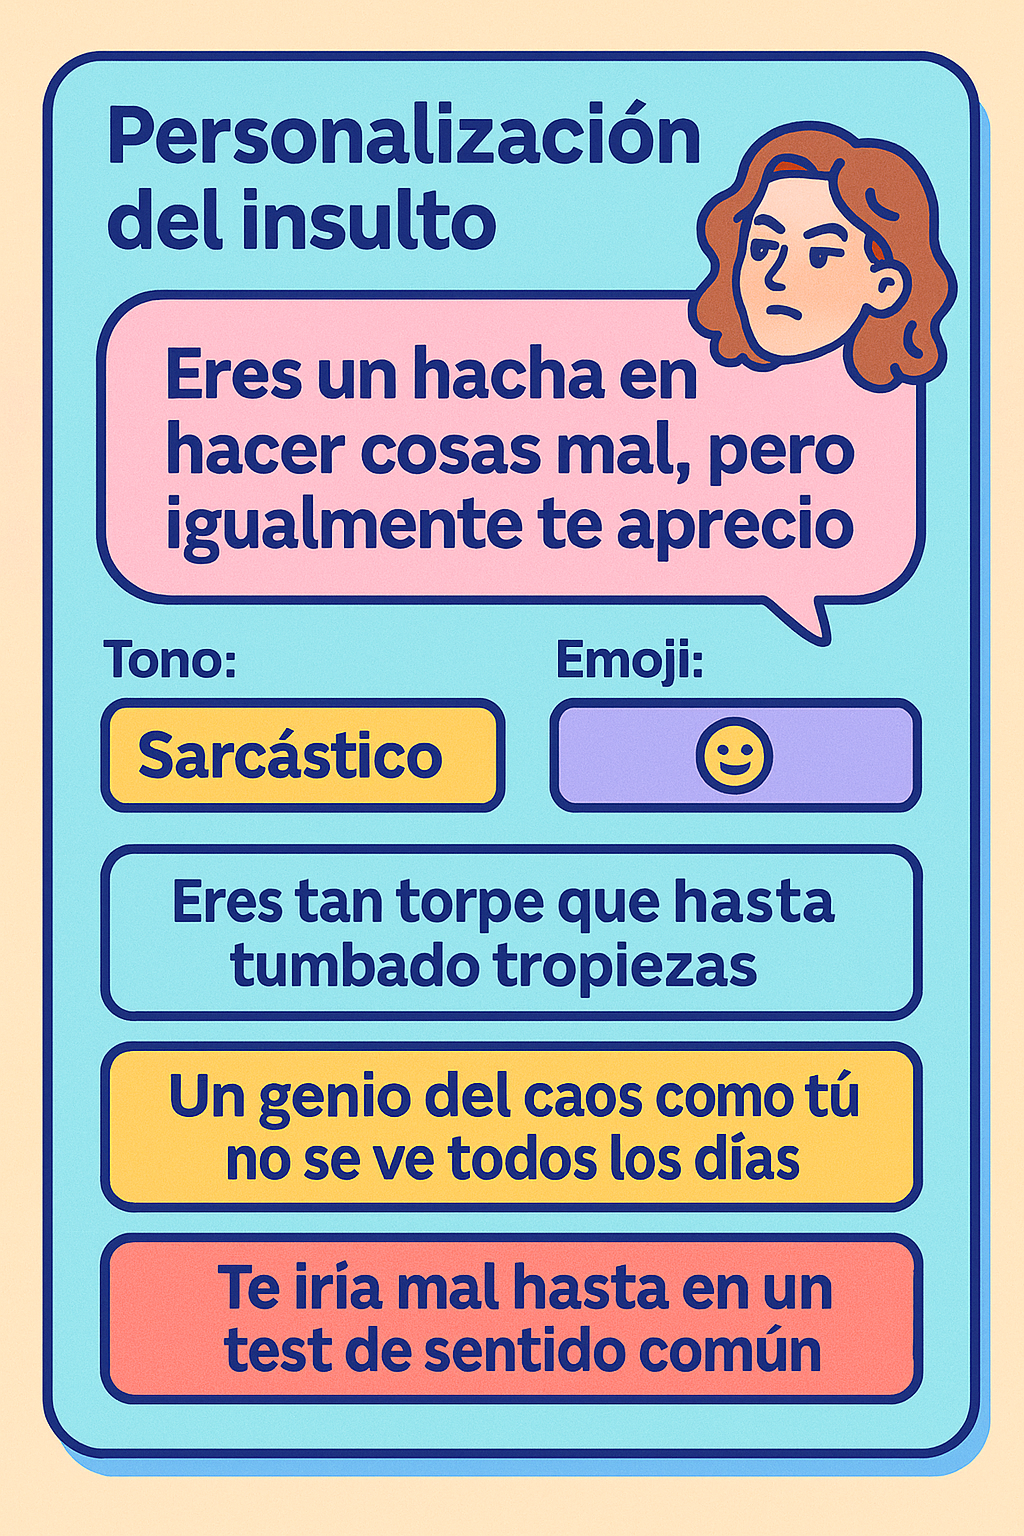 Personalización
del insulto
Eres un hacha en
hacer cosas mal, pero
igualmente te aprecio
Tono:
Emoji:
Sarcástico
Eres tan torpe que hasta
tumbado tropiezas
Un genio del caos como tú
no se ve todos los días
Te iría mal hasta en un
test de sentido común